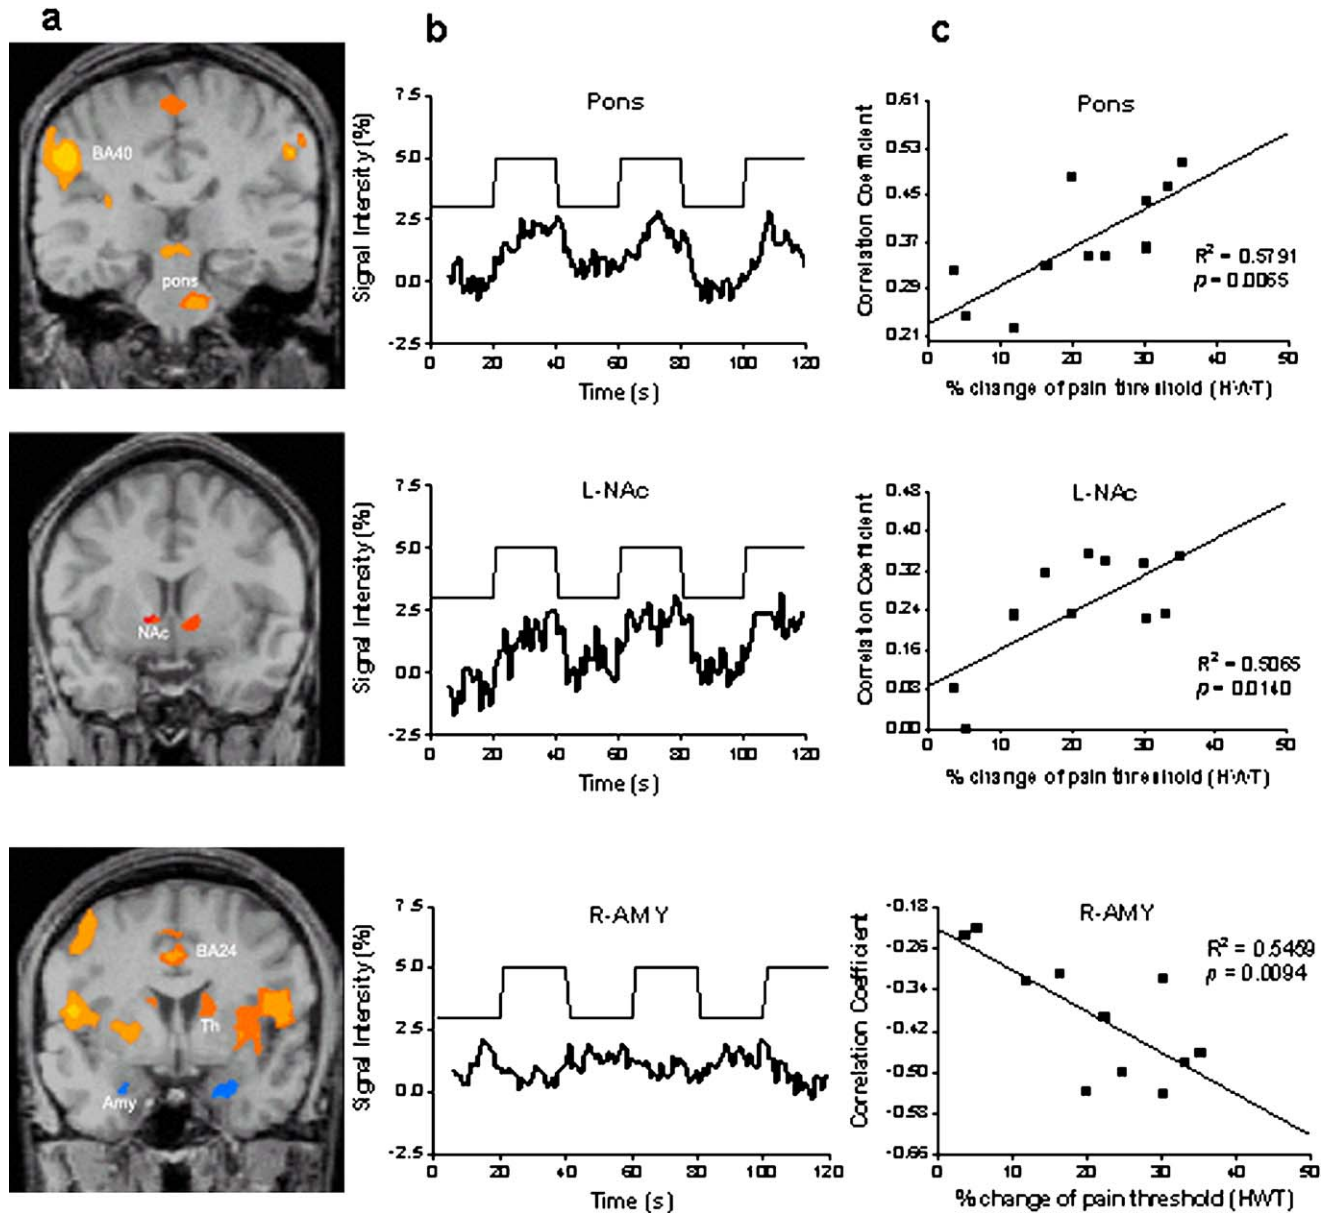 a
b
c
BA40
pons
Pons
Signal Intensity (%)
7.5
5.0
2.5
0.0
-2.5
0 20 40 60 80 100 120
Time (s)
Pons
Correlation Coefficient
0.61
0.53
0.45
0.37
0.29
0.21
R² = 0.5791
p = 0.0065
0 10 20 30 40 50
% change of pain threshold (HWT)
NAc
L-NAc
Signal Intensity (%)
7.5
5.0
2.5
0.0
-2.5
0 20 40 60 80 100 120
Time (s)
L-NAc
Correlation Coefficient
0.48
0.40
0.32
0.24
0.16
0.08
0.00
R² = 0.5065
p = 0.0140
0 10 20 30 40 50
% change of pain threshold (HWT)
BA24
Th
Amy
R-AMY
Signal Intensity (%)
7.5
5.0
2.5
0.0
-2.5
0 20 40 60 80 100 120
Time (s)
R-AMY
Correlation Coefficient
-0.18
-0.26
-0.34
-0.42
-0.50
-0.58
-0.66
R² = 0.5459
p = 0.0094
0 10 20 30 40 50
% change of pain threshold (HWT)